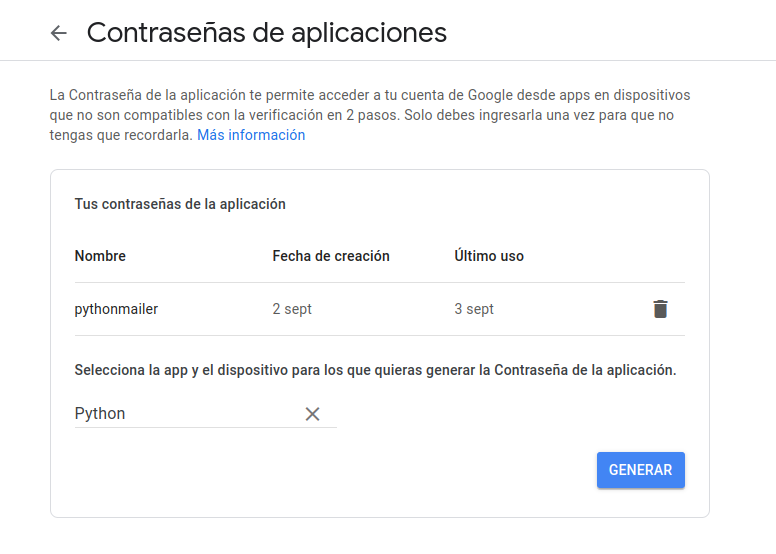 Contraseñas de aplicaciones
La Contraseña de la aplicación te permite acceder a tu cuenta de Google desde apps en dispositivos
que no son compatibles con la verificación en 2 pasos. Solo debes ingresarla una vez para que no
tengas que recordarla. Más información
Tus contraseñas de la aplicación
Nombre Fecha de creación Último uso
pythonmailer 2 sept 3 sept
Selecciona la app y el dispositivo para los que quieras generar la Contraseña de la aplicación.
Python
GENERAR